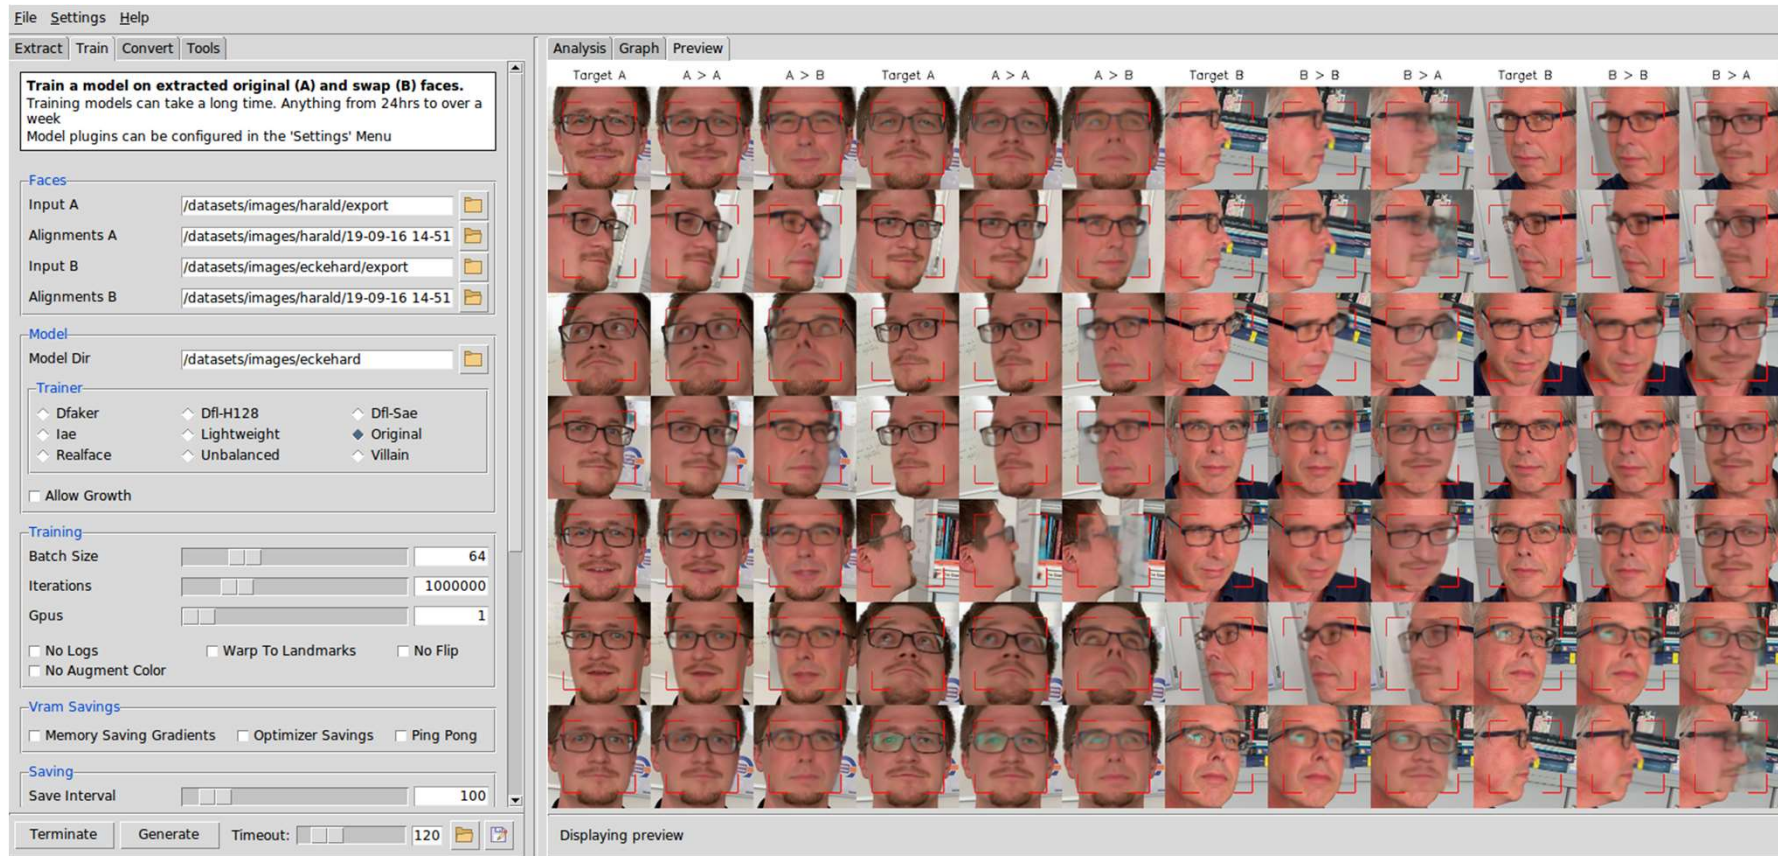 File Settings Help
Extract Train Convert Tools
Train a model on extracted original (A) and swap (B) faces.
Training models can take a long time. Anything from 24hrs to over a
week
Model plugins can be configured in the 'Settings' Menu
Faces
Input A /datasets/images/harald/export
Alignments A /datasets/images/harald/19-09-16 14-51
Input B /datasets/images/eckehard/export
Alignments B /datasets/images/harald/19-09-16 14-51
Model
Model Dir /datasets/images/eckehard
Trainer
Dfaker Dfl-H128 Dfl-Sae
Iae Lightweight Original
Realface Unbalanced Villain
Allow Growth
Training
Batch Size 64
Iterations 1000000
Gpus 1
No Logs Warp To Landmarks No Flip
No Augment Color
Vram Savings
Memory Saving Gradients Optimizer Savings Ping Pong
Saving
Save Interval 100
Terminate Generate Timeout: 120
Analysis Graph Preview
Target A A > A A > B Target A A > A A > B Target B B > B B > A Target B B > B B > A
Displaying preview